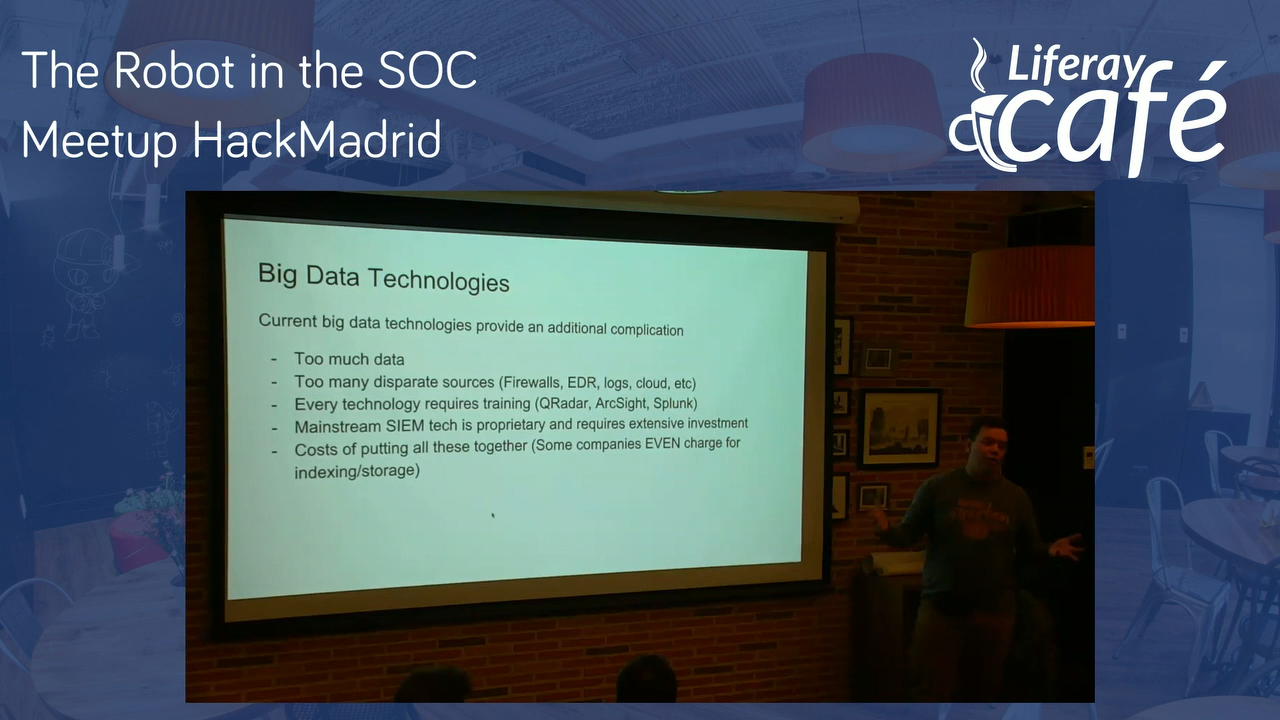 The Robot in the SOC
Meetup HackMadrid
Liferay
café
Big Data Technologies
Current big data technologies provide an additional complication
- Too much data
- Too many disparate sources (Firewalls, EDR, logs, cloud, etc)
- Every technology requires training (QRadar, ArcSight, Splunk)
- Mainstream SIEM tech is proprietary and requires extensive investment
- Costs of putting all these together (Some companies EVEN charge for
indexing/storage)